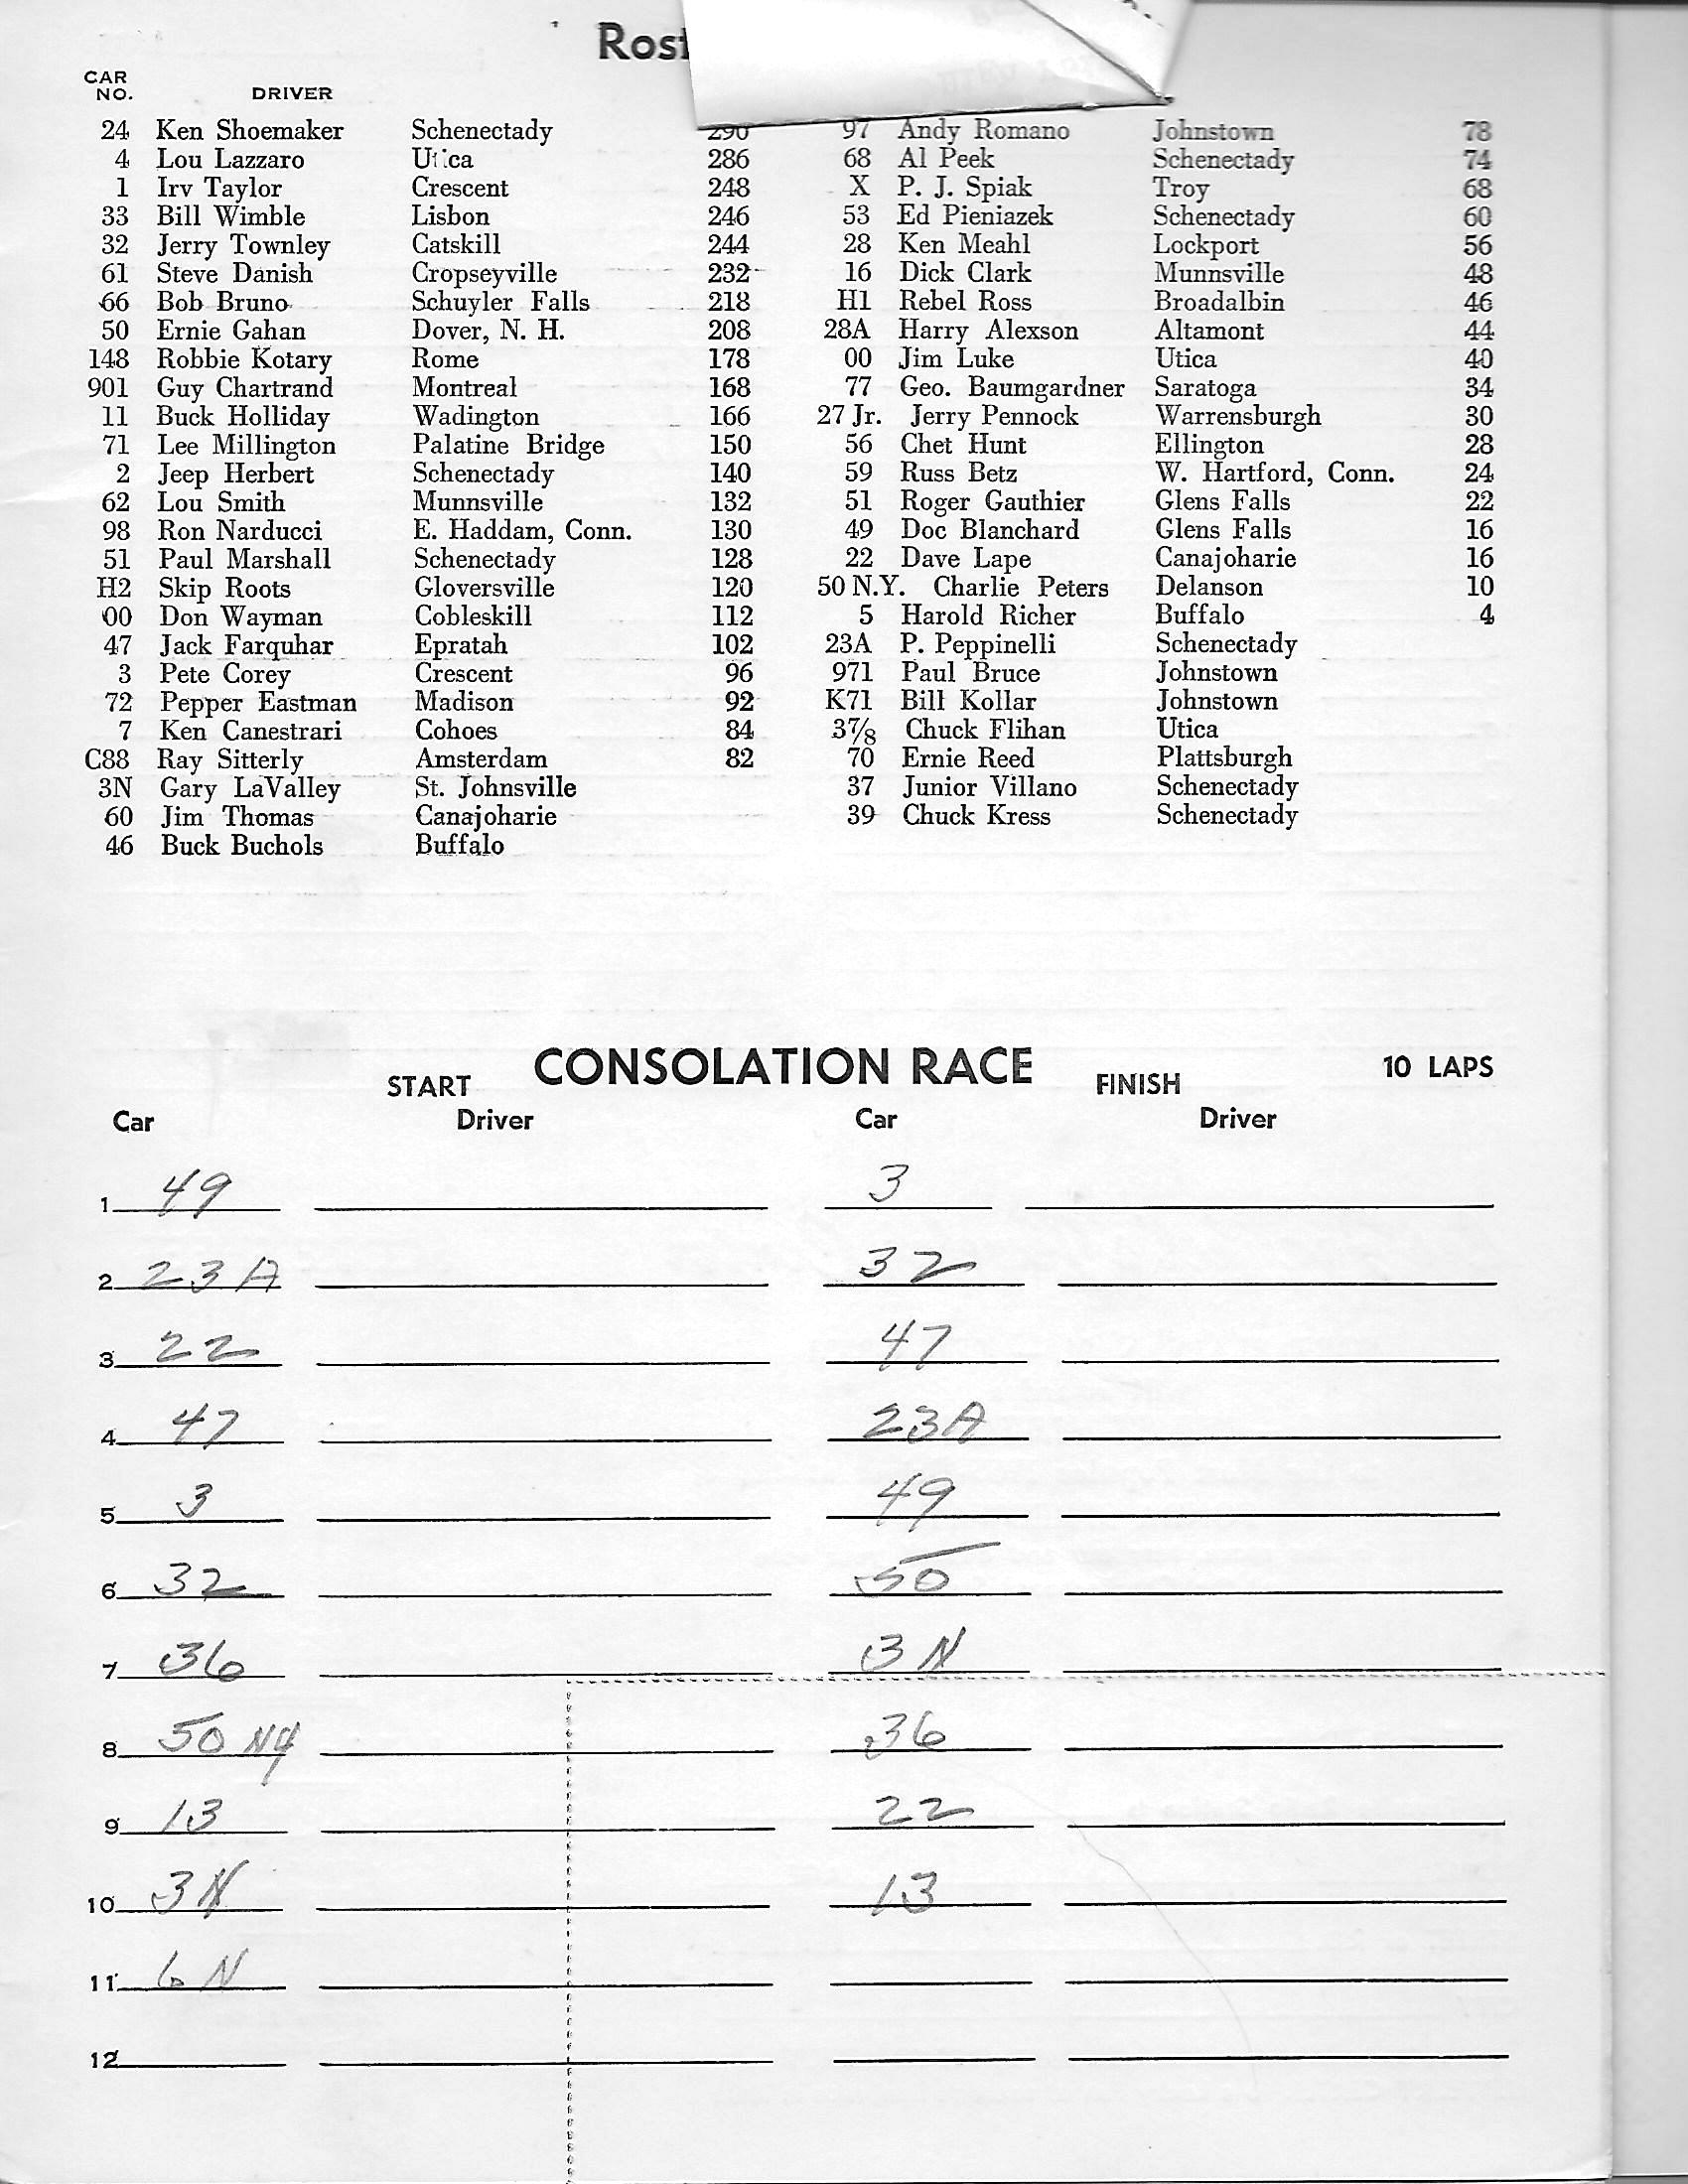 Rost
CAR
NO. DRIVER
24 Ken Shoemaker Schenectady 290 97 Andy Romano Johnstown 78
4 Lou Lazzaro Utica 286 68 Al Peek Schenectady 74
1 Irv Taylor Crescent 248 X P. J. Spiak Troy 68
33 Bill Wimble Lisbon 246 53 Ed Pieniazek Schenectady 60
32 Jerry Townley Catskill 244 28 Ken Meahl Lockport 56
61 Steve Danish Cropseyville 232 16 Dick Clark Munnsville 48
66 Bob Bruno Schuyler Falls 218 H1 Rebel Ross Broadalbin 46
50 Ernie Gahan Dover, N. H. 208 28A Harry Alexson Altamont 44
148 Robbie Kotary Rome 178 00 Jim Luke Utica 40
901 Guy Chartrand Montreal 168 77 Geo. Baumgardner Saratoga 34
11 Buck Holliday Wadington 166 27 Jr. Jerry Pennock Warrensburgh 30
71 Lee Millington Palatine Bridge 150 56 Chet Hunt Ellington 28
2 Jeep Herbert Schenectady 140 59 Russ Betz W. Hartford, Conn. 24
62 Lou Smith Munnsville 132 51 Roger Gauthier Glens Falls 22
98 Ron Narducci E. Haddam, Conn. 130 49 Doc Blanchard Glens Falls 16
51 Paul Marshall Schenectady 128 22 Dave Lape Canajoharie 16
H2 Skip Roots Gloversville 120 50 N.Y. Charlie Peters Delanson 10
00 Don Wayman Cobleskill 112 5 Harold Richer Buffalo 4
47 Jack Farquhar Epratah 102 23A P. Peppinelli Schenectady
3 Pete Corey Crescent 96 971 Paul Bruce Johnstown
72 Pepper Eastman Madison 92 K71 Bill Kollar Johnstown
7 Ken Canestrari Cohoes 84 3⅞ Chuck Flihan Utica
C88 Ray Sitterly Amsterdam 82 70 Ernie Reed Plattsburgh
3N Gary LaValley St. Johnsville 37 Junior Villano Schenectady
60 Jim Thomas Canajoharie 39 Chuck Kress Schenectady
46 Buck Buchols Buffalo
CONSOLATION RACE 10 LAPS
START FINISH
Car Driver Car Driver
1 49 3
2 23A 32
3 22 47
4 47 23A
5 3 49
6 32 50
7 36 3N
8 50 NY 36
9 13 22
10 3N 13
11 6N
12